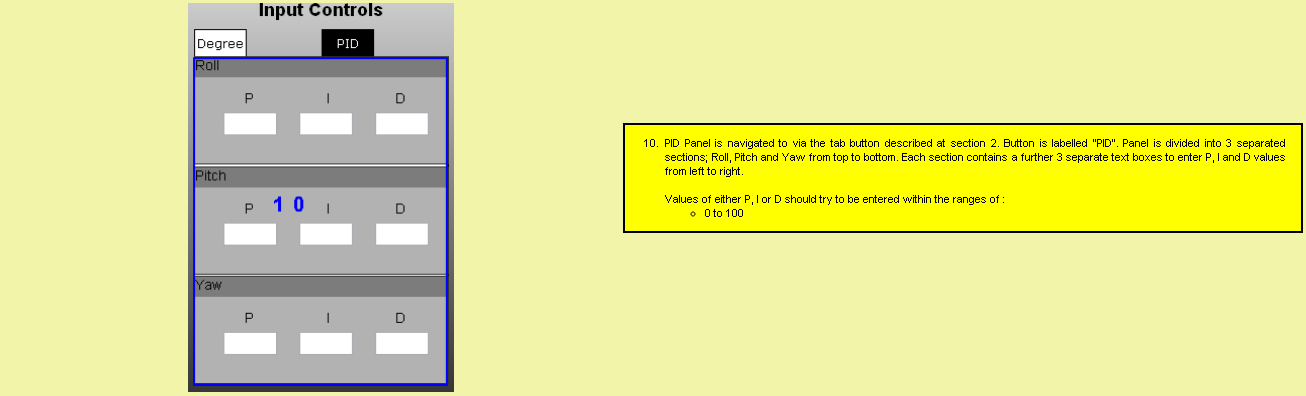 Input Controls
Degree PID
Roll
P I D
Pitch
P 10 I D
Yaw
P I D
10. PID Panel is navigated to via the tab button described at section 2. Button is labelled "PID". Panel is divided into 3 separated
sections; Roll, Pitch and Yaw from top to bottom. Each section contains a further 3 separate text boxes to enter P, I and D values
from left to right.
Values of either P, I or D should try to be entered within the ranges of :
o 0 to 100